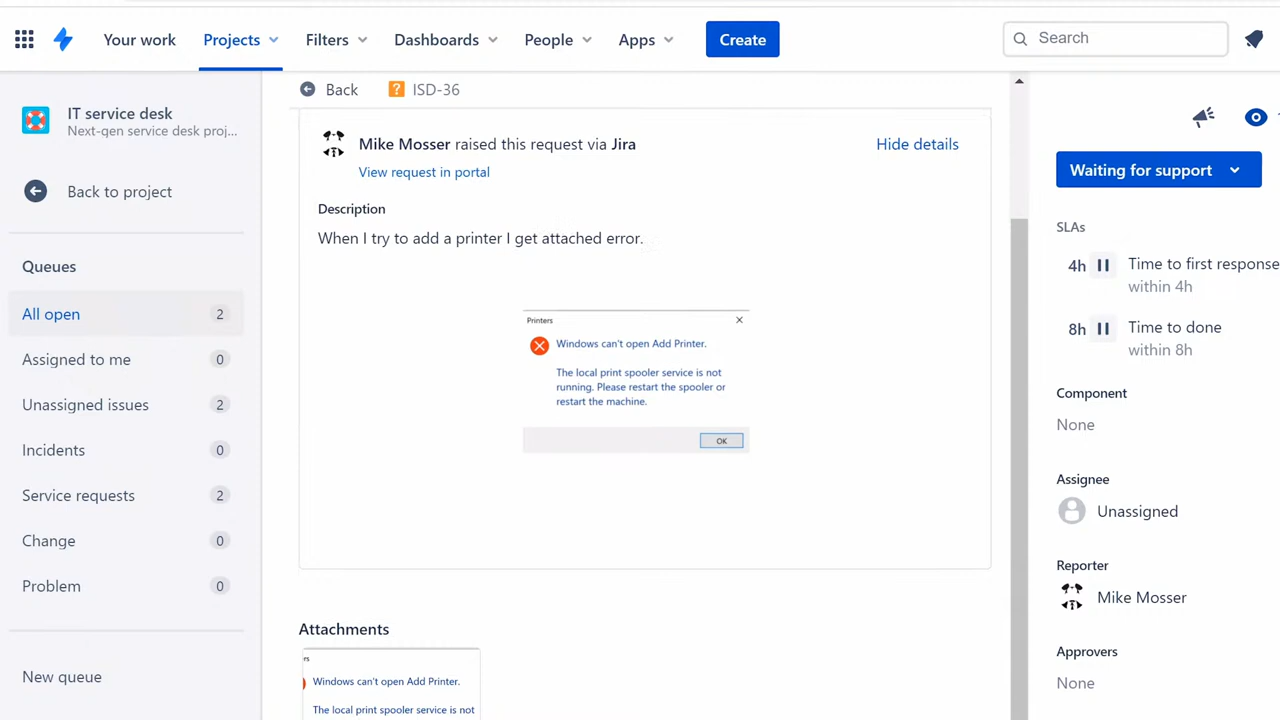 Your work
Projects
Filters
Dashboards
People
Apps
Create
Search
IT service desk
Next-gen service desk proj...
Back to project
Queues
All open 2
Assigned to me 0
Unassigned issues 2
Incidents 0
Service requests 2
Change 0
Problem 0
New queue
Back
ISD-36
Mike Mosser raised this request via Jira
Hide details
View request in portal
Description
When I try to add a printer I get attached error.
Printers
Windows can't open Add Printer.
The local print spooler service is not
running. Please restart the spooler or
restart the machine.
OK
Attachments
rs
Windows can't open Add Printer.
The local print spooler service is not
Waiting for support
SLAs
4h Time to first response
within 4h
8h Time to done
within 8h
Component
None
Assignee
Unassigned
Reporter
Mike Mosser
Approvers
None